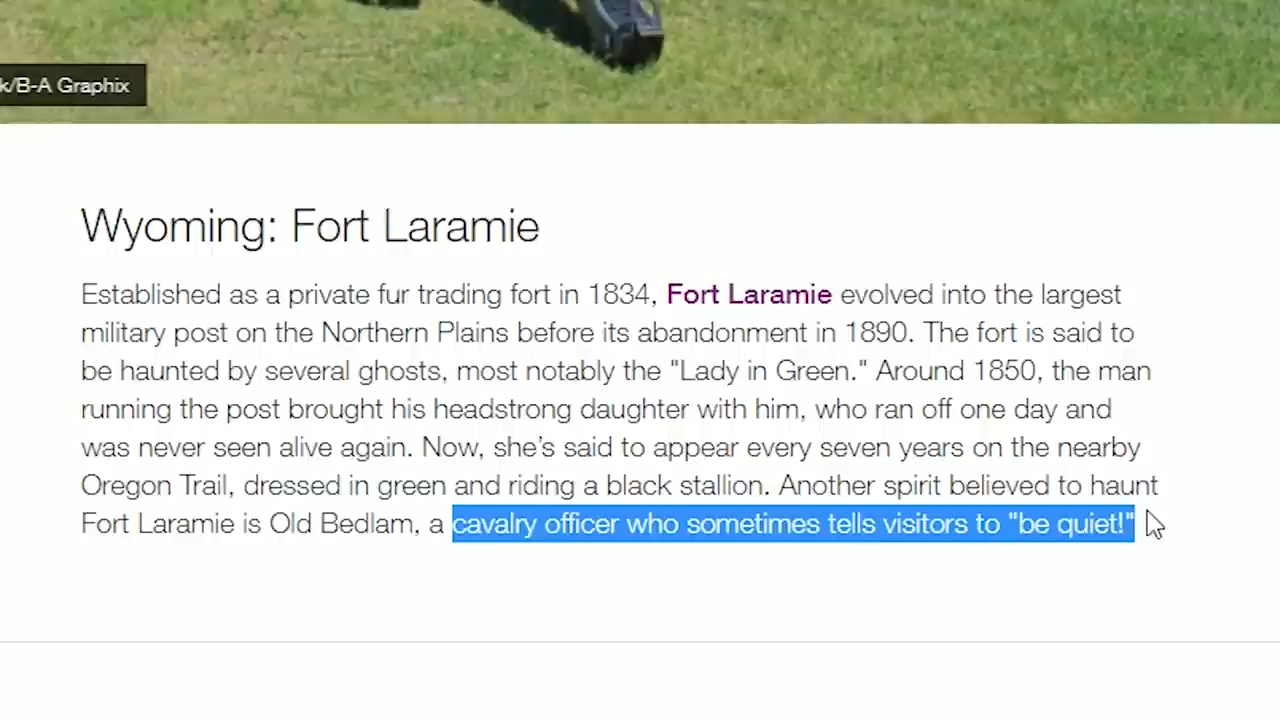 k/B-A Graphix
Wyoming: Fort Laramie
Established as a private fur trading fort in 1834, Fort Laramie evolved into the largest
military post on the Northern Plains before its abandonment in 1890. The fort is said to
be haunted by several ghosts, most notably the "Lady in Green." Around 1850, the man
running the post brought his headstrong daughter with him, who ran off one day and
was never seen alive again. Now, she’s said to appear every seven years on the nearby
Oregon Trail, dressed in green and riding a black stallion. Another spirit believed to haunt
Fort Laramie is Old Bedlam, a cavalry officer who sometimes tells visitors to "be quiet!"